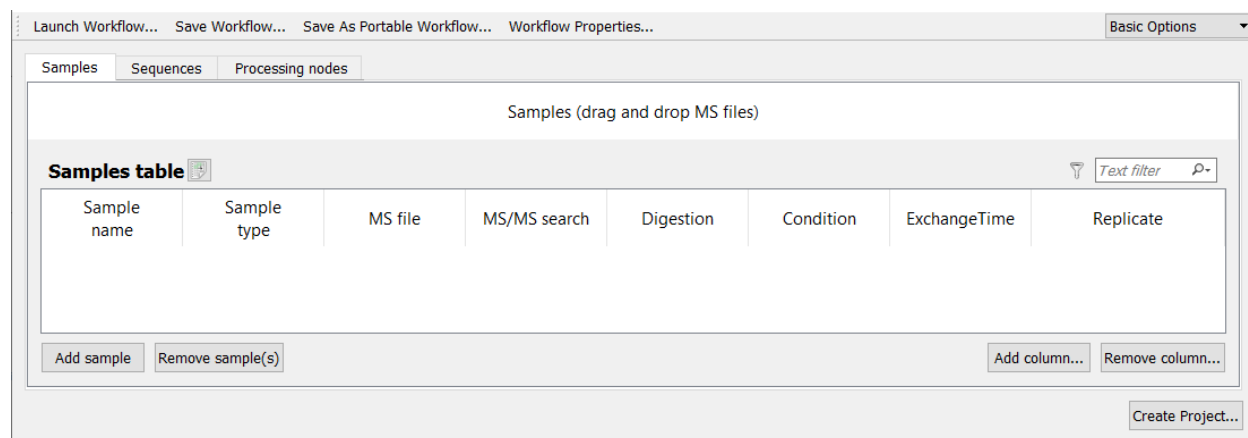 Launch Workflow... Save Workflow... Save As Portable Workflow... Workflow Properties... Basic Options
Samples Sequences Processing nodes
Samples (drag and drop MS files)
Samples table Text filter
Sample name Sample type MS file MS/MS search Digestion Condition ExchangeTime Replicate
Add sample Remove sample(s) Add column... Remove column...
Create Project...